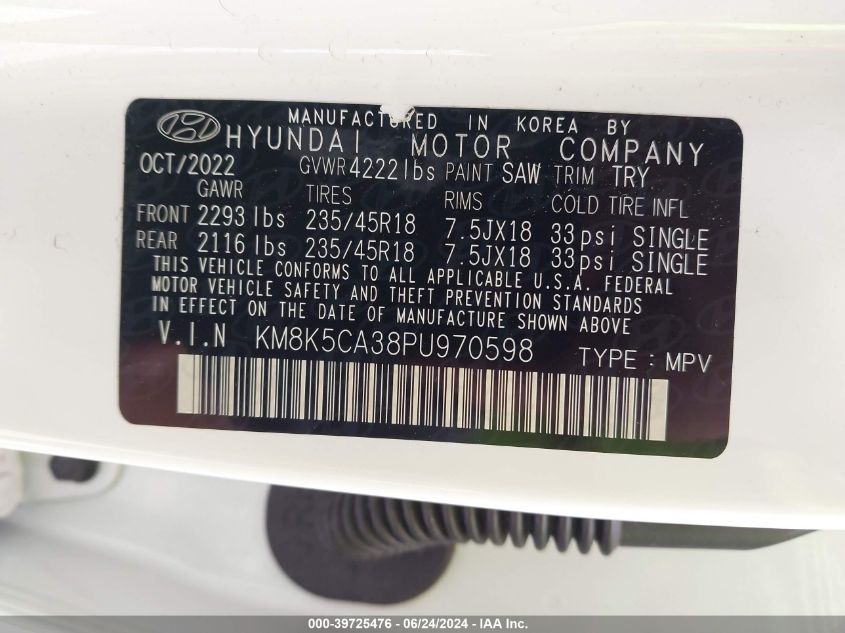 MANUFACTURED IN KOREA BY
HYUNDAI MOTOR COMPANY
OCT/2022 GVWR 4222 lbs PAINT SAW TRIM TRY
GAWR TIRES RIMS COLD TIRE INFL
FRONT 2293 lbs 235/45R18 7.5JX18 33psi SINGLE
REAR 2116 lbs 235/45R18 7.5JX18 33psi SINGLE
THIS VEHICLE CONFORMS TO ALL APPLICABLE U.S.A. FEDERAL
MOTOR VEHICLE SAFETY AND THEFT PREVENTION STANDARDS
IN EFFECT ON THE DATE OF MANUFACTURE SHOWN ABOVE
V.I.N KM8K5CA38PU970598 TYPE : MPV
000-39725476 - 06/24/2024 - IAA Inc.